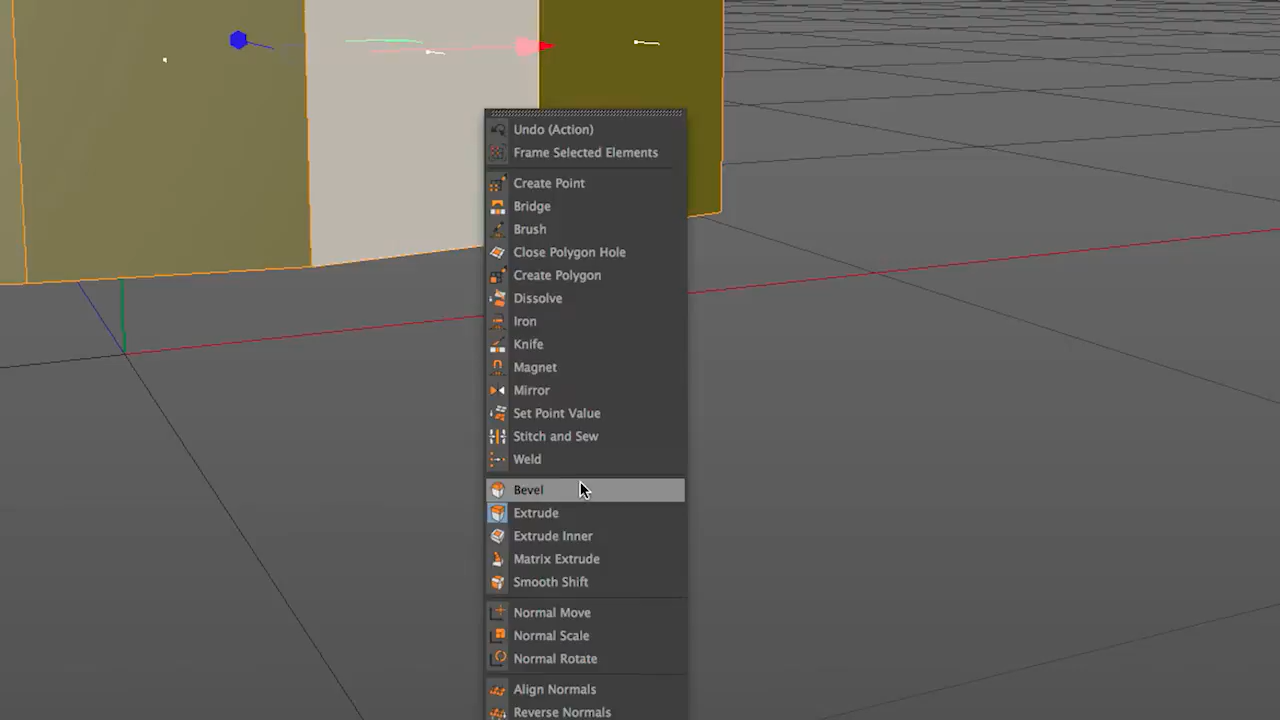 Undo (Action)
Frame Selected Elements
Create Point
Bridge
Brush
Close Polygon Hole
Create Polygon
Dissolve
Iron
Knife
Magnet
Mirror
Set Point Value
Stitch and Sew
Weld
Bevel
Extrude
Extrude Inner
Matrix Extrude
Smooth Shift
Normal Move
Normal Scale
Normal Rotate
Align Normals
Reverse Normals